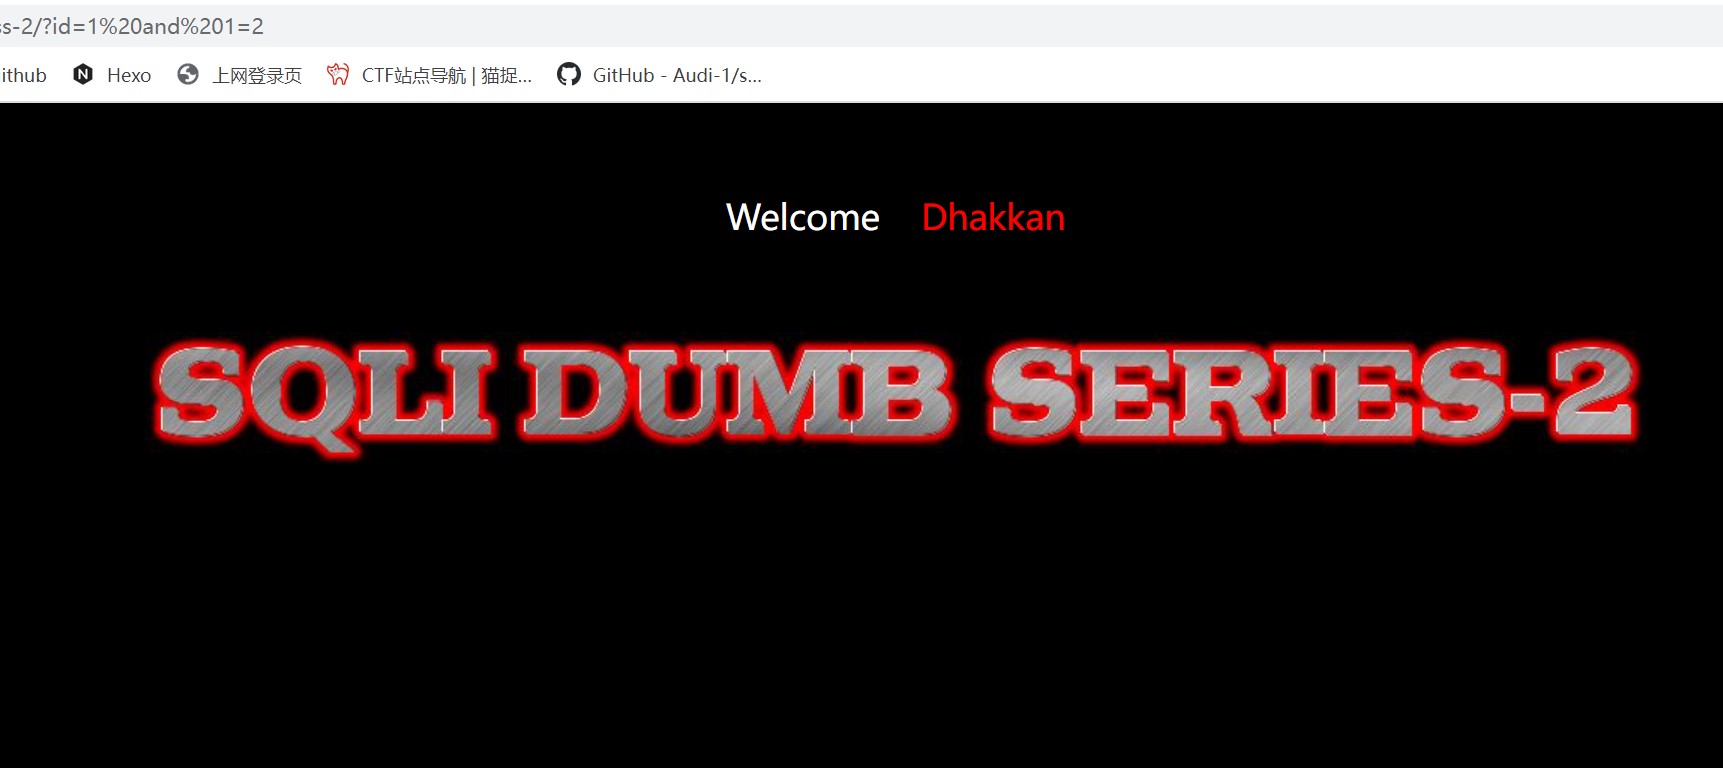 ss-2/?id=1%20and%201=2
ithub Hexo 上网登录页 CTF站点导航 | 猫捉... GitHub - Audi-1/s...
Welcome Dhakkan
SQLI DUMB SERIES-2